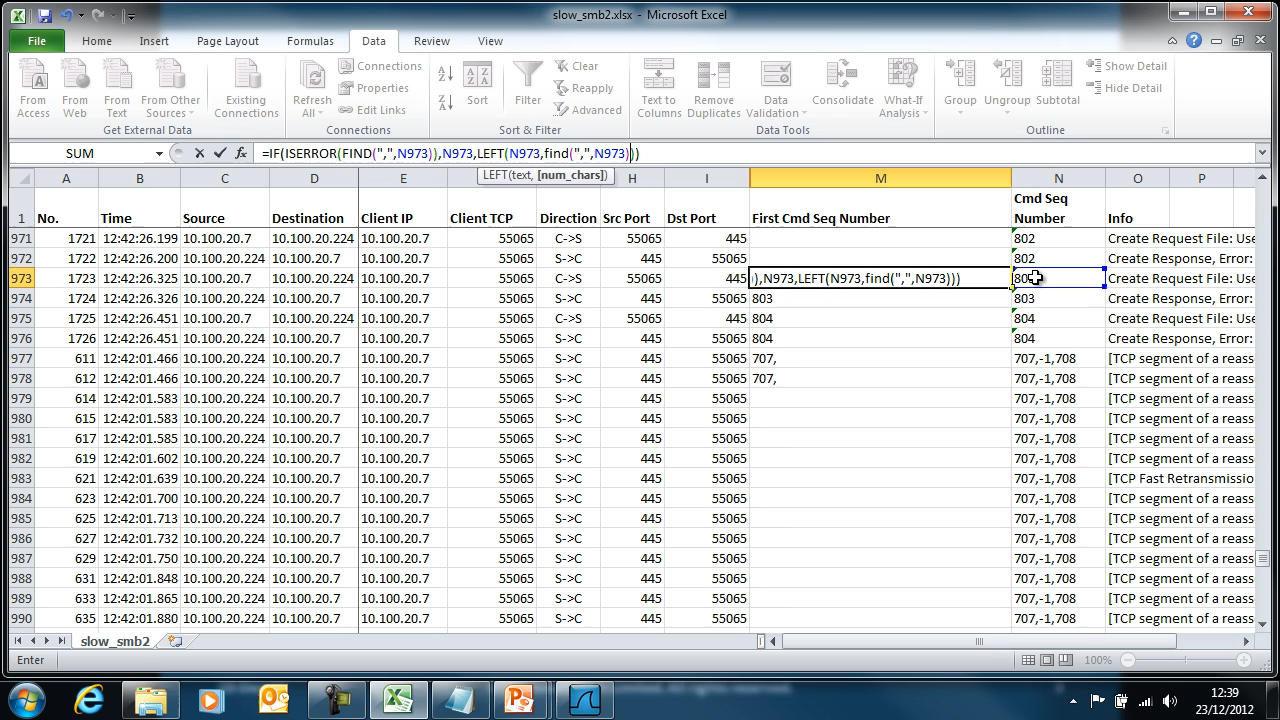 slow_smb2.xlsx - Microsoft Excel
File Home Insert Page Layout Formulas Data Review View
From Access
From Web
From Text
From Other Sources
Existing Connections
Get External Data
Refresh All
Connections
Properties
Edit Links
Connections
Sort
Filter
Clear
Reapply
Advanced
Sort & Filter
Text to Columns
Remove Duplicates
Data Validation
Consolidate
What-If Analysis
Data Tools
Group
Ungroup
Subtotal
Show Detail
Hide Detail
Outline
SUM =IF(ISERROR(FIND(",",N973)),N973,LEFT(N973,find(",",N973)))
LEFT(text, [num_chars])
A B C D E F H I M N O P
1 No. Time Source Destination Client IP Client TCP Direction Src Port Dst Port First Cmd Seq Number Cmd Seq Number Info
971 1721 12:42:26.199 10.100.20.7 10.100.20.224 10.100.20.7 55065 C->S 55065 445 802 Create Request File: Use
972 1722 12:42:26.200 10.100.20.224 10.100.20.7 10.100.20.7 55065 S->C 445 55065 802 Create Response, Error:
973 1723 12:42:26.325 10.100.20.7 10.100.20.224 10.100.20.7 55065 C->S 55065 445 ),N973,LEFT(N973,find(",",N973))) Create Request File: Use
974 1724 12:42:26.326 10.100.20.224 10.100.20.7 10.100.20.7 55065 S->C 445 55065 803 803 Create Response, Error:
975 1725 12:42:26.451 10.100.20.7 10.100.20.224 10.100.20.7 55065 C->S 55065 445 804 804 Create Request File: Use
976 1726 12:42:26.451 10.100.20.224 10.100.20.7 10.100.20.7 55065 S->C 445 55065 804 804 Create Response, Error:
977 611 12:42:01.466 10.100.20.224 10.100.20.7 10.100.20.7 55065 S->C 445 55065 707, 707,-1,708 [TCP segment of a reass
978 612 12:42:01.466 10.100.20.224 10.100.20.7 10.100.20.7 55065 S->C 445 55065 707, 707,-1,708 [TCP segment of a reass
979 614 12:42:01.583 10.100.20.224 10.100.20.7 10.100.20.7 55065 S->C 445 55065 707,-1,708 [TCP segment of a reass
980 615 12:42:01.583 10.100.20.224 10.100.20.7 10.100.20.7 55065 S->C 445 55065 707,-1,708 [TCP segment of a reass
981 617 12:42:01.585 10.100.20.224 10.100.20.7 10.100.20.7 55065 S->C 445 55065 707,-1,708 [TCP segment of a reass
982 619 12:42:01.602 10.100.20.224 10.100.20.7 10.100.20.7 55065 S->C 445 55065 707,-1,708 [TCP segment of a reass
983 621 12:42:01.639 10.100.20.224 10.100.20.7 10.100.20.7 55065 S->C 445 55065 707,-1,708 [TCP Fast Retransmissio
984 623 12:42:01.700 10.100.20.224 10.100.20.7 10.100.20.7 55065 S->C 445 55065 707,-1,708 [TCP segment of a reass
985 625 12:42:01.713 10.100.20.224 10.100.20.7 10.100.20.7 55065 S->C 445 55065 707,-1,708 [TCP segment of a reass
986 627 12:42:01.732 10.100.20.224 10.100.20.7 10.100.20.7 55065 S->C 445 55065 707,-1,708 [TCP segment of a reass
987 629 12:42:01.750 10.100.20.224 10.100.20.7 10.100.20.7 55065 S->C 445 55065 707,-1,708 [TCP segment of a reass
988 631 12:42:01.848 10.100.20.224 10.100.20.7 10.100.20.7 55065 S->C 445 55065 707,-1,708 [TCP segment of a reass
989 633 12:42:01.865 10.100.20.224 10.100.20.7 10.100.20.7 55065 S->C 445 55065 707,-1,708 [TCP segment of a reass
990 635 12:42:01.880 10.100.20.224 10.100.20.7 10.100.20.7 55065 S->C 445 55065 707,-1,708 [TCP segment of a reass
slow_smb2
Enter 100%
12:39
23/12/2012